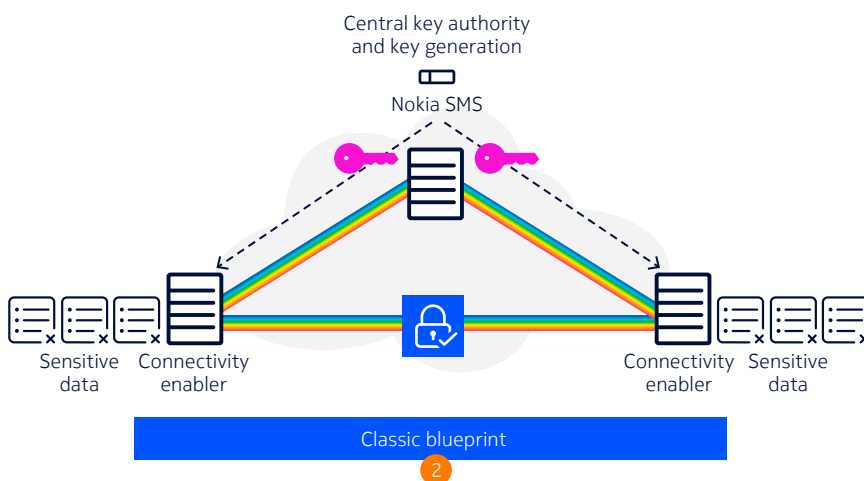 Central key authority
and key generation
Nokia SMS
Sensitive
data
Connectivity
enabler
Connectivity
enabler
Sensitive
data
Classic blueprint
2